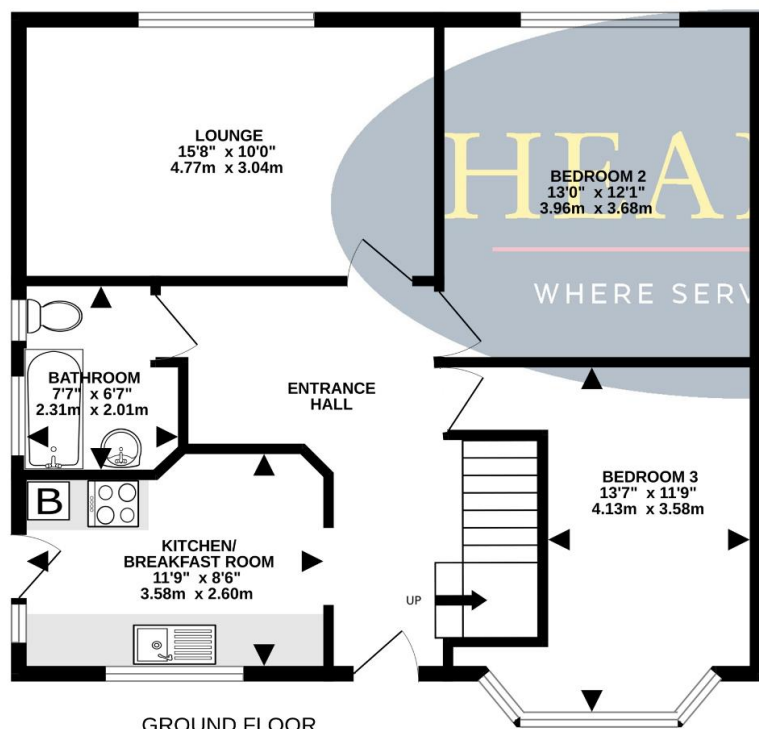 LOUNGE
15'8" x 10'0"
4.77m x 3.04m
HEA
BEDROOM 2
13'0" x 12'1"
3.96m x 3.68m
WHERE SERV
BATHROOM
7'7" x 6'7"
2.31m x 2.01m
ENTRANCE
HALL
B
KITCHEN/
BREAKFAST ROOM
11'9" x 8'6"
3.58m x 2.60m
BEDROOM 3
13'7" x 11'9"
4.13m x 3.58m
UP
GROUND FLOOR